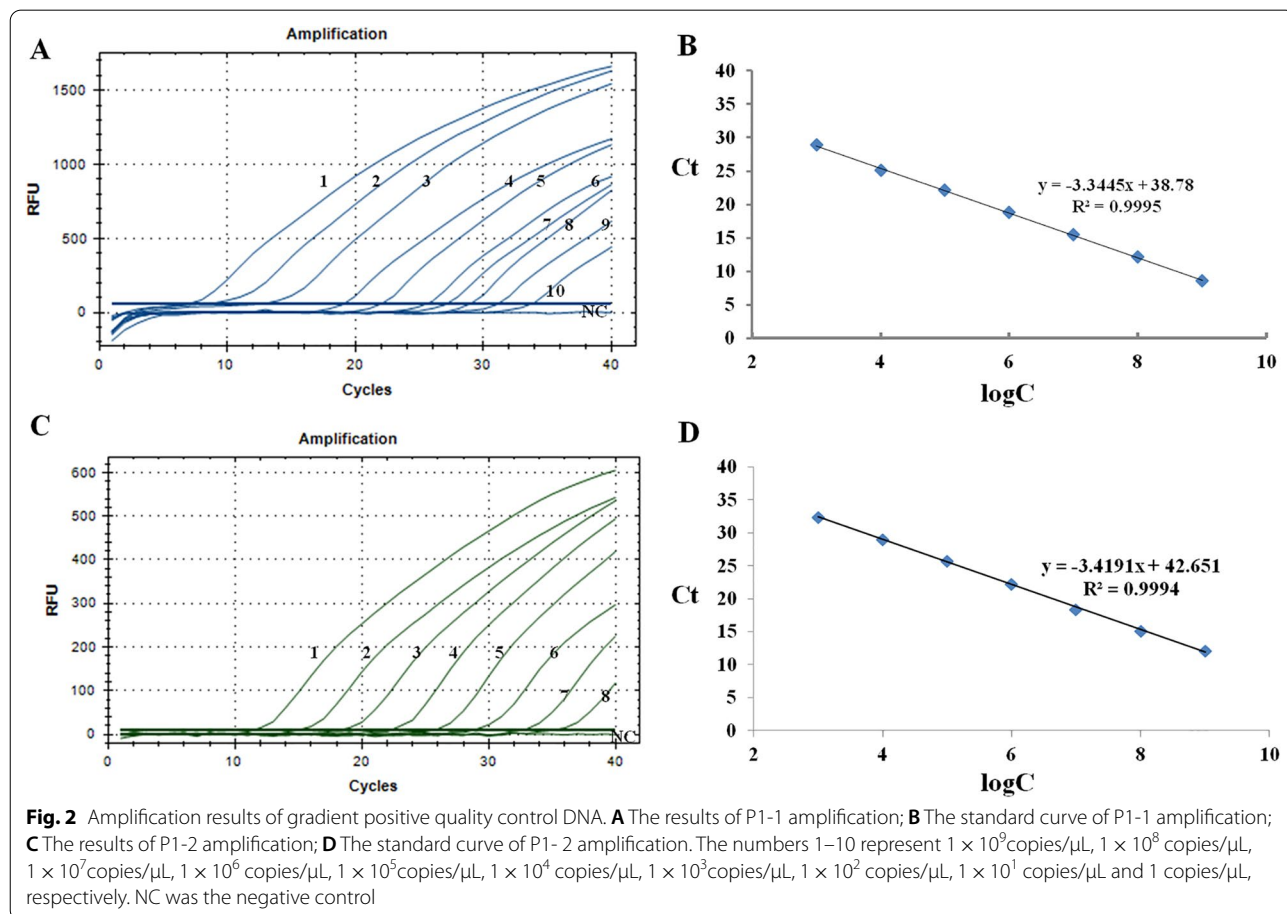 A
Amplification
1500
1000
500
0
RFU
0 10 20 30 40
Cycles
1 2 3 4 5 6 7 8 9 10 NC
B
40
35
30
25
20
15
10
5
0
Ct
y = -3.3445x + 38.78
R² = 0.9995
2 4 6 8 10
logC
C
Amplification
600
500
400
300
200
100
0
RFU
0 10 20 30 40
Cycles
1 2 3 4 5 6 7 8 NC
D
40
35
30
25
20
15
10
5
0
Ct
y = -3.4191x + 42.651
R² = 0.9994
2 4 6 8 10
logC
Fig. 2 Amplification results of gradient positive quality control DNA. A The results of P1-1 amplification; B The standard curve of P1-1 amplification;
C The results of P1-2 amplification; D The standard curve of P1- 2 amplification. The numbers 1–10 represent 1 × 10⁹copies/µL, 1 × 10⁸ copies/µL,
1 × 10⁷copies/µL, 1 × 10⁶ copies/µL, 1 × 10⁵copies/µL, 1 × 10⁴ copies/µL, 1 × 10³copies/µL, 1 × 10² copies/µL, 1 × 10¹ copies/µL and 1 copies/µL,
respectively. NC was the negative control